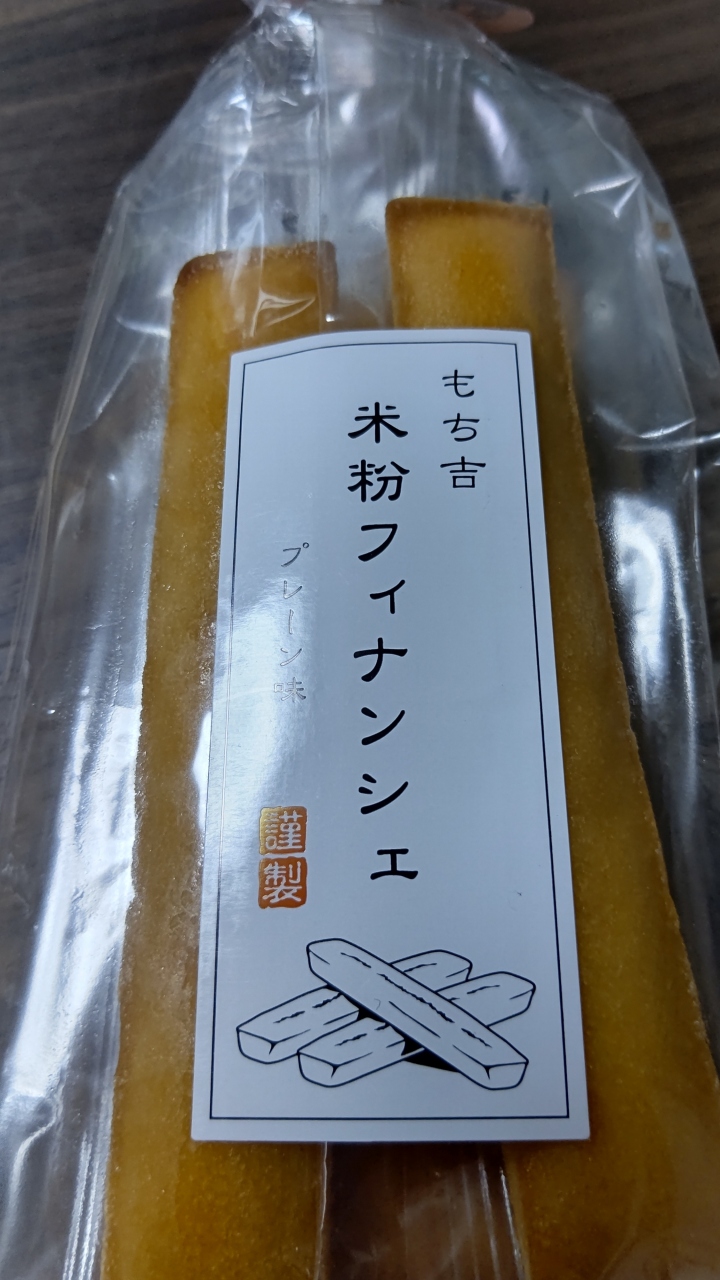 もち吉
米粉フィナンシェ
プレーン味
謹製